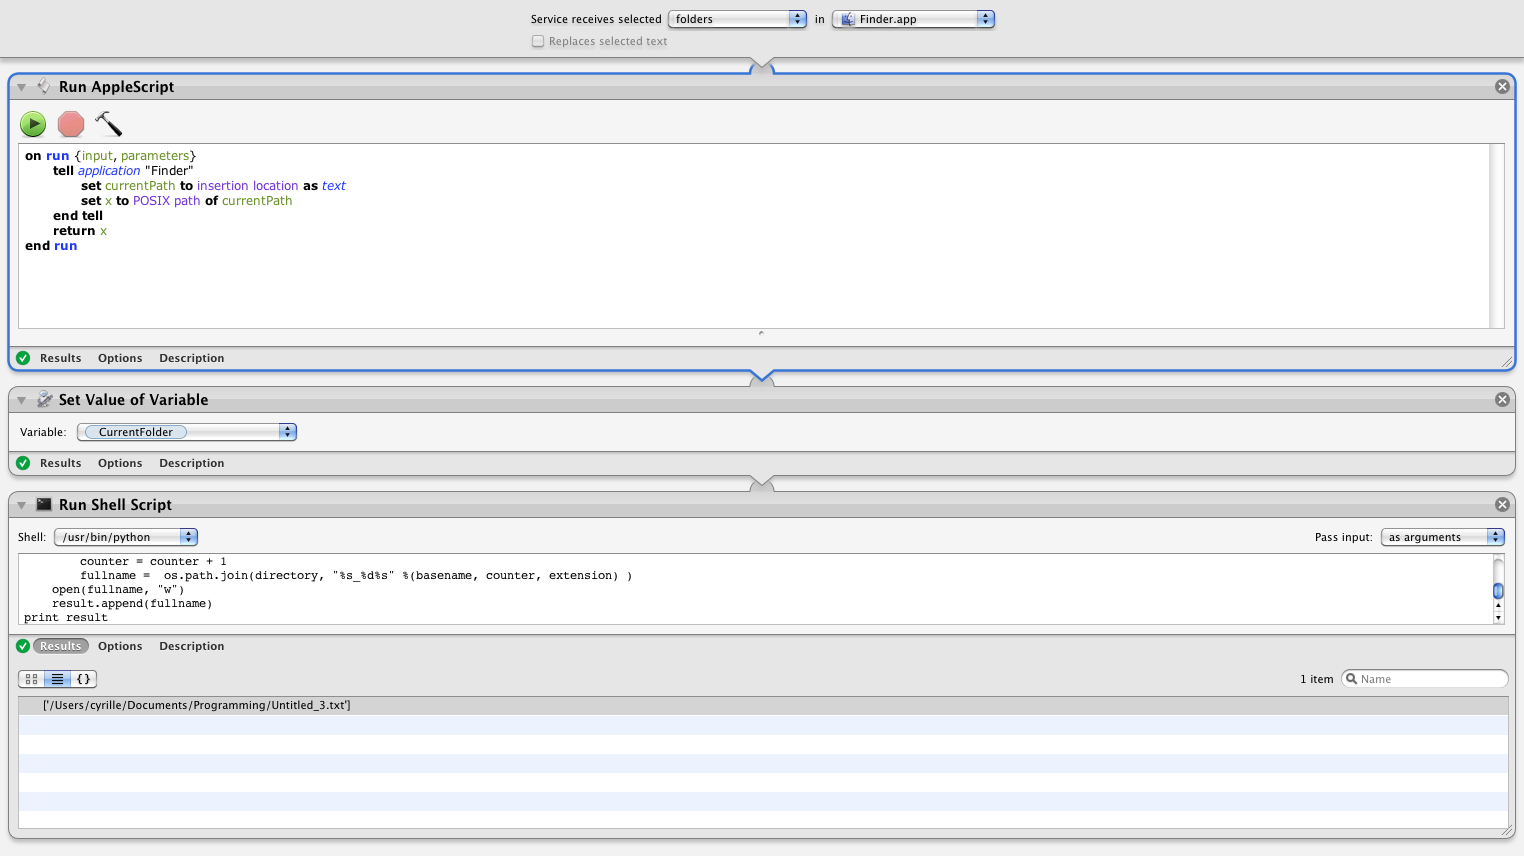 Service receives selected folders in Finder.app
Replaces selected text
Run AppleScript
on run {input, parameters}
tell application "Finder"
set currentPath to insertion location as text
set x to POSIX path of currentPath
end tell
return x
end run
Results Options Description
Set Value of Variable
Variable: CurrentFolder
Results Options Description
Run Shell Script
Shell: /usr/bin/python Pass input: as arguments
counter = counter + 1
fullname =  os.path.join(directory, "%s_%d%s" %(basename, counter, extension) )
open(fullname, "w")
result.append(fullname)
print result
Results Options Description
{} 1 item Name
['/Users/cyrille/Documents/Programming/Untitled_3.txt']